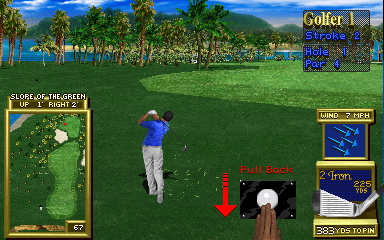 Golfer 1
Stroke 2
Hole 1
Par 4
SLOPE OF THE GREEN
UP 1' RIGHT 2'
WIND 7 MPH
Pull Back
2 Iron
225
YDS
67
383 YDS TO PIN